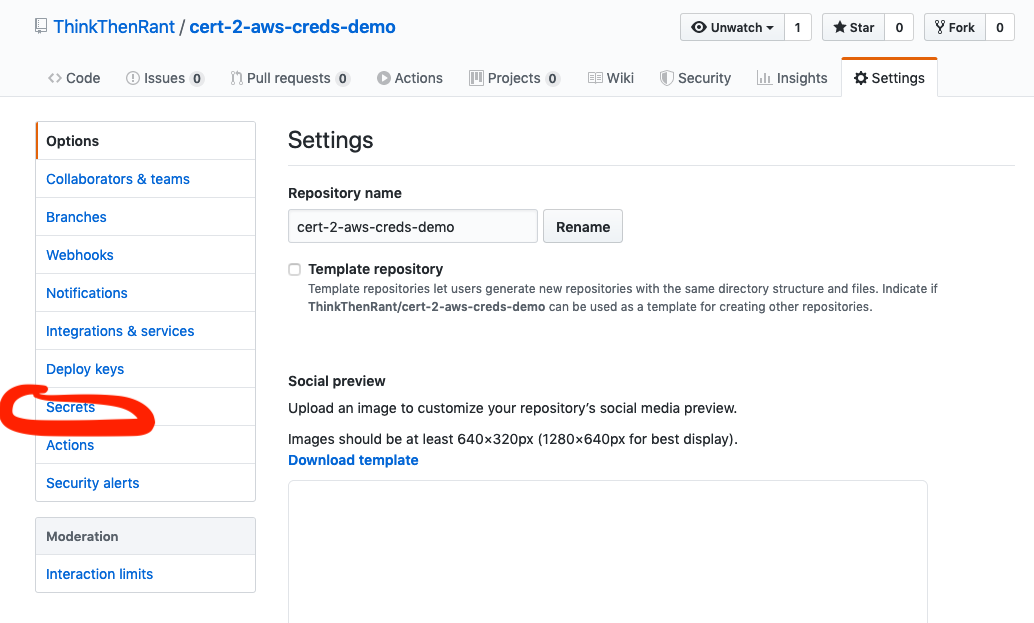 ThinkThenRant / cert-2-aws-creds-demo
Unwatch 1 Star 0 Fork 0
Code Issues 0 Pull requests 0 Actions Projects 0 Wiki Security Insights Settings
Options
Collaborators & teams
Branches
Webhooks
Notifications
Integrations & services
Deploy keys
Secrets
Actions
Security alerts
Moderation
Interaction limits
Settings
Repository name
cert-2-aws-creds-demo Rename
Template repository
Template repositories let users generate new repositories with the same directory structure and files. Indicate if
ThinkThenRant/cert-2-aws-creds-demo can be used as a template for creating other repositories.
Social preview
Upload an image to customize your repository’s social media preview.
Images should be at least 640×320px (1280×640px for best display).
Download template